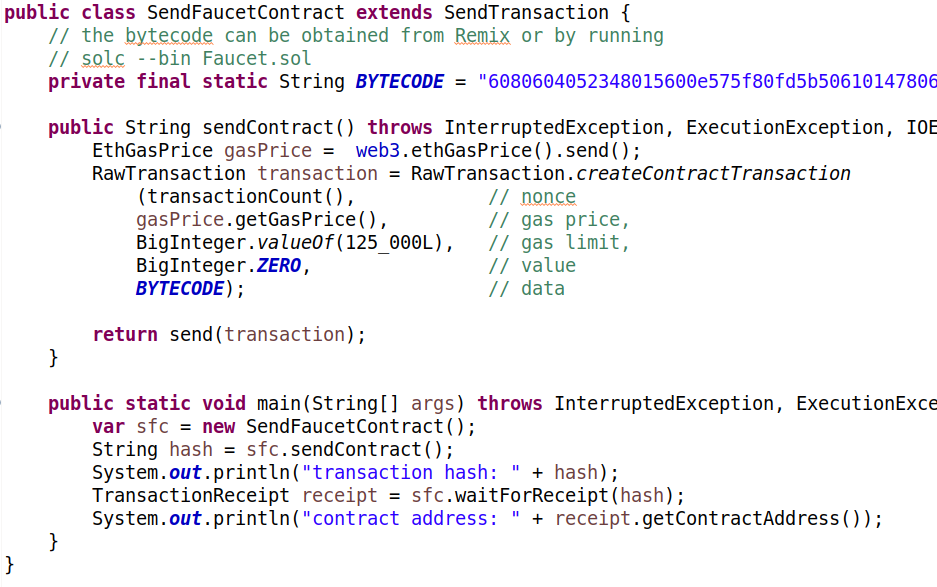 public class SendFaucetContract extends SendTransaction {
    // the bytecode can be obtained from Remix or by running
    // solc --bin Faucet.sol
    private final static String BYTECODE = "6080604052348015600e575f80fd5b50610147806

    public String sendContract() throws InterruptedException, ExecutionException, IOE
        EthGasPrice gasPrice =  web3.ethGasPrice().send();
        RawTransaction transaction = RawTransaction.createContractTransaction
            (transactionCount(),            // nonce
            gasPrice.getGasPrice(),         // gas price,
            BigInteger.valueOf(125_000L),   // gas limit,
            BigInteger.ZERO,                // value
            BYTECODE);                      // data

        return send(transaction);
    }

    public static void main(String[] args) throws InterruptedException, ExecutionExce
        var sfc = new SendFaucetContract();
        String hash = sfc.sendContract();
        System.out.println("transaction hash: " + hash);
        TransactionReceipt receipt = sfc.waitForReceipt(hash);
        System.out.println("contract address: " + receipt.getContractAddress());
    }
}